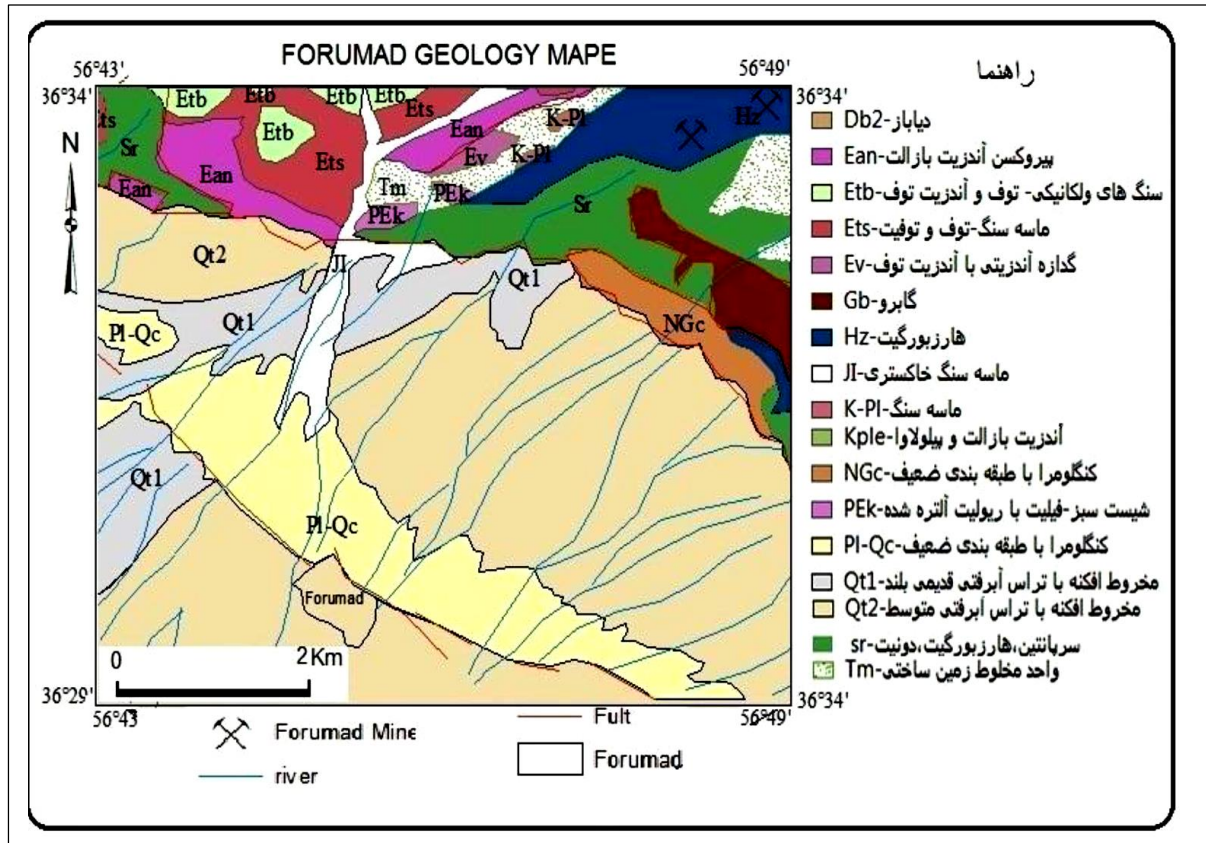 FORUMAD GEOLOGY MAPE
56°43'
56°49'
36°34'
36°34'
N
Etb
Etb
Etb
Etb
Ets
ts
Etb
Ets
Sr
Ean
Ean
Ean
K-Pl
Hz
Ev
K-Pl
Tm
PEk
PEk
Sr
Qt2
JI
Qt1
NGc
Qt1
Pl-Qc
Qt1
Pl-Qc
Forumad
0
2Km
36°29'
36°34'
56°43
56°49'
Forumad Mine
river
Fult
Forumad
راهنما
Db2-دیاباز
Ean-پیروکسن آندزیت بازالت
Etb-سنگ های ولکانیکی- توف و آندزیت توف
Ets-ماسه سنگ-توف و توفیت
Ev-گدازه آندزیتی با آندزیت توف
Gb-گابرو
Hz-هارزبورگیت
JI-ماسه سنگ خاکستری
K-Pl-ماسه سنگ
Kple-آندزیت بازالت و پیلولاوا
NGc-کنگلومرا با طبقه بندی ضعیف
PEk-شیست سبز-فیلیت با ریولیت آلتره شده
Pl-Qc-کنگلومرا با طبقه بندی ضعیف
Qt1-مخروط افکنه با تراس آبرفتی قدیمی بلند
Qt2-مخروط افکنه با تراس آبرفتی متوسط
sr-سرپانتین،هارزبورگیت،دونیت
Tm-واحد مخلوط زمین ساختی